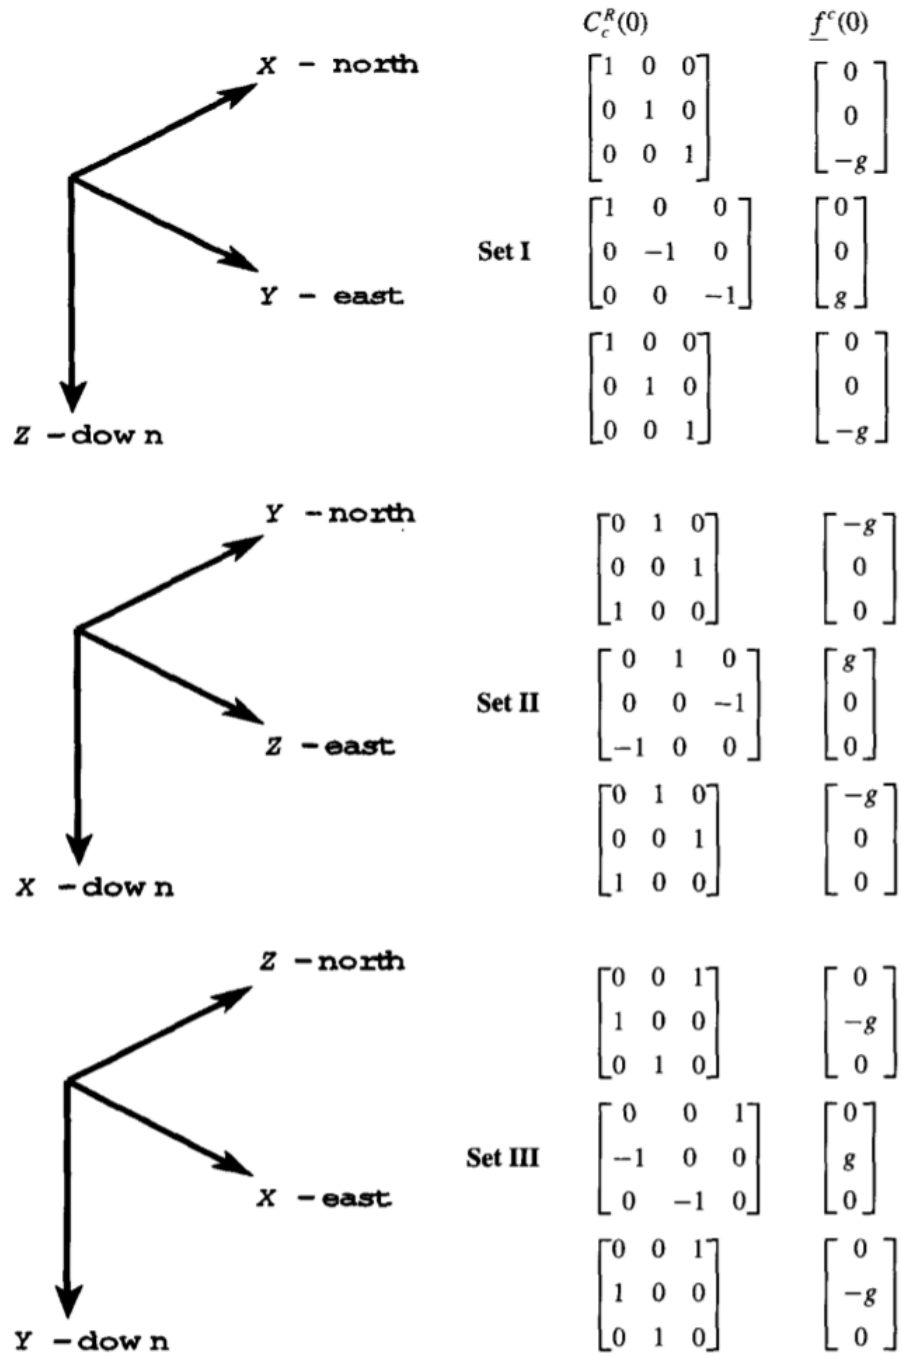 C_c^R(0) f^c(0)
X - north
[1 0 0] [0]
[0 1 0] [0]
[0 0 1] [-g]
[1 0 0] [0]
Set I [0 -1 0] [0]
Y - east
[0 0 -1] [g]
[1 0 0] [0]
[0 1 0] [0]
[0 0 1] [-g]
Z -dow n
Y -north
[0 1 0] [-g]
[0 0 1] [0]
[1 0 0] [0]
[0 1 0] [g]
Set II [0 0 -1] [0]
Z -east
[-1 0 0] [0]
[0 1 0] [-g]
[0 0 1] [0]
[1 0 0] [0]
X -dow n
Z -north
[0 0 1] [0]
[1 0 0] [-g]
[0 1 0] [0]
[0 0 1] [0]
Set III [-1 0 0] [g]
X -east
[0 -1 0] [0]
[0 0 1] [0]
[1 0 0] [-g]
[0 1 0] [0]
Y -dow n